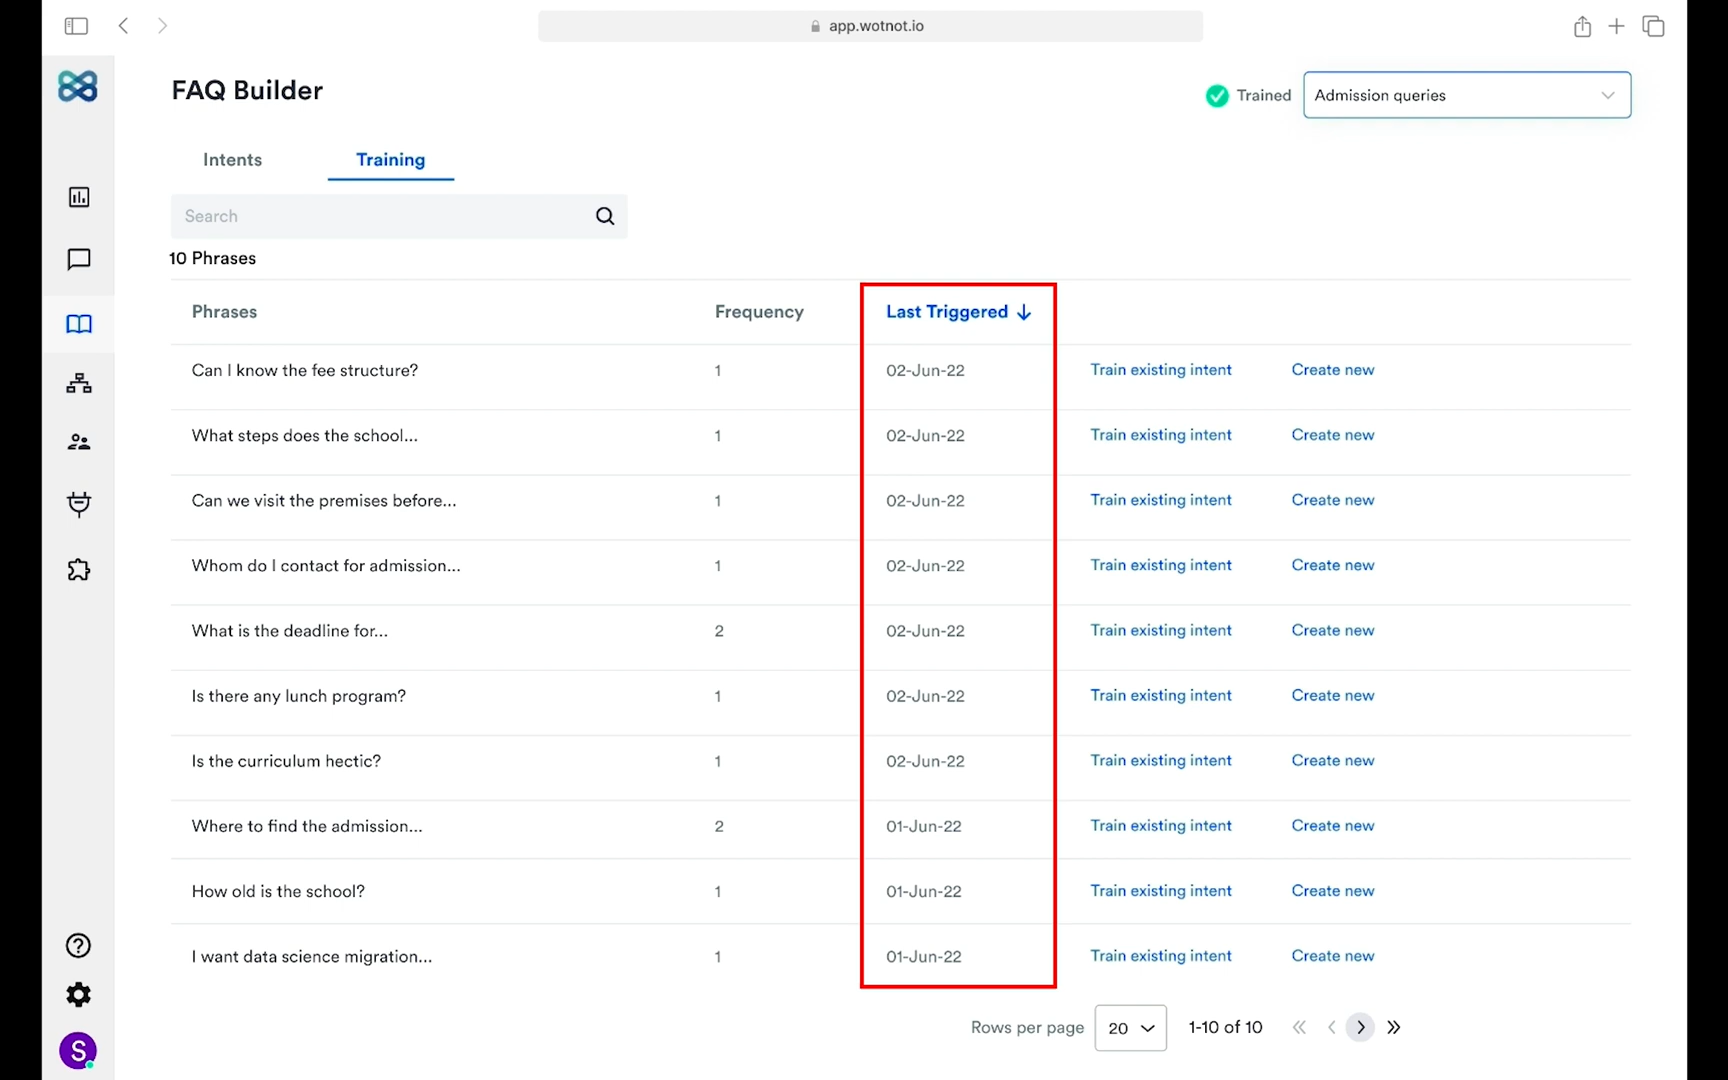 app.wotnot.io
FAQ Builder
Trained
Admission queries
Intents Training
Search
10 Phrases
Phrases Frequency Last Triggered
Can I know the fee structure? 1 02-Jun-22 Train existing intent Create new
What steps does the school... 1 02-Jun-22 Train existing intent Create new
Can we visit the premises before... 1 02-Jun-22 Train existing intent Create new
Whom do I contact for admission... 1 02-Jun-22 Train existing intent Create new
What is the deadline for... 2 02-Jun-22 Train existing intent Create new
Is there any lunch program? 1 02-Jun-22 Train existing intent Create new
Is the curriculum hectic? 1 02-Jun-22 Train existing intent Create new
Where to find the admission... 2 01-Jun-22 Train existing intent Create new
How old is the school? 1 01-Jun-22 Train existing intent Create new
I want data science migration... 1 01-Jun-22 Train existing intent Create new
Rows per page 20 1-10 of 10
S